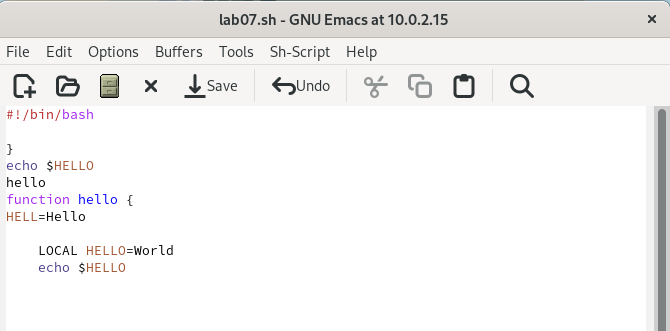 lab07.sh - GNU Emacs at 10.0.2.15
File Edit Options Buffers Tools Sh-Script Help
Save Undo
#!/bin/bash
}
echo $HELLO
hello
function hello {
HELL=Hello
LOCAL HELLO=World
echo $HELLO